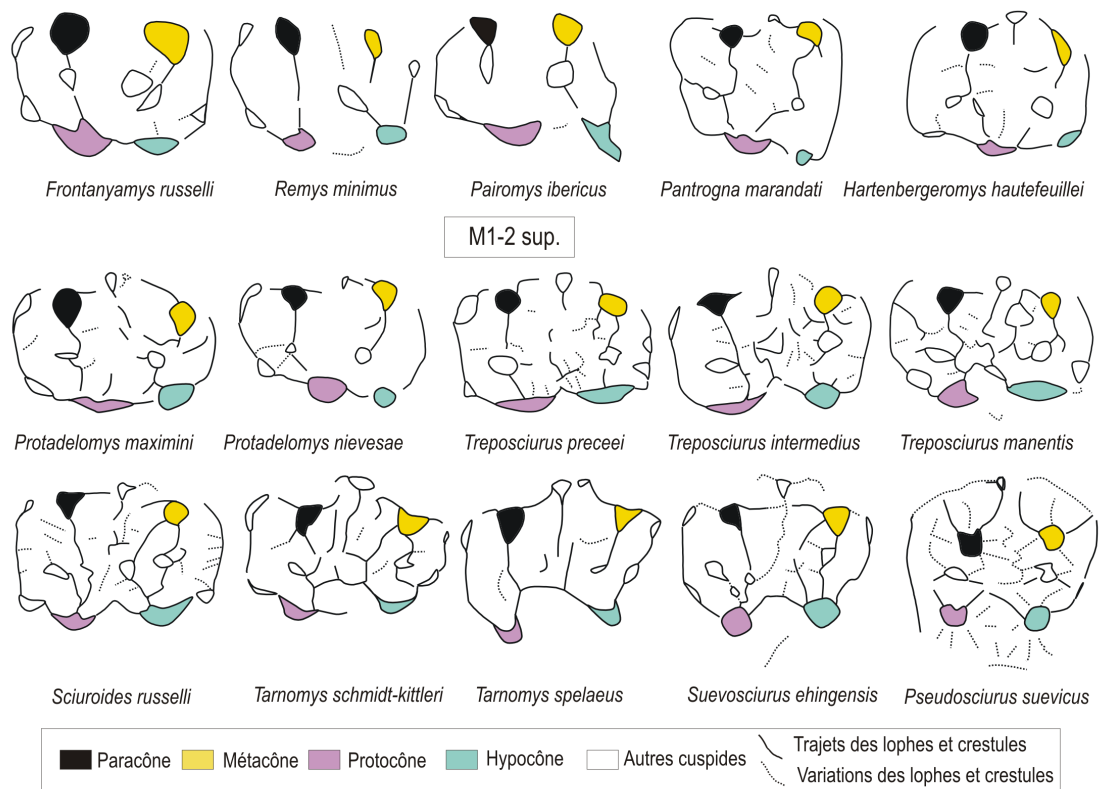 Frontanyamys russelli
Remys minimus
Pairomys ibericus
Pantrogna marandati
Hartenbergeromys hautefeuillei
M1-2 sup.
Protadelomys maximini
Protadelomys nievesae
Treposciurus preceei
Treposciurus intermedius
Treposciurus manentis
Sciuroides russelli
Tarnomys schmidt-kittleri
Tarnomys spelaeus
Suevosciurus ehingensis
Pseudosciurus suevicus
Paracône
Métacône
Protocône
Hypocône
Autres cuspides
Trajets des lophes et crestules
Variations des lophes et crestules